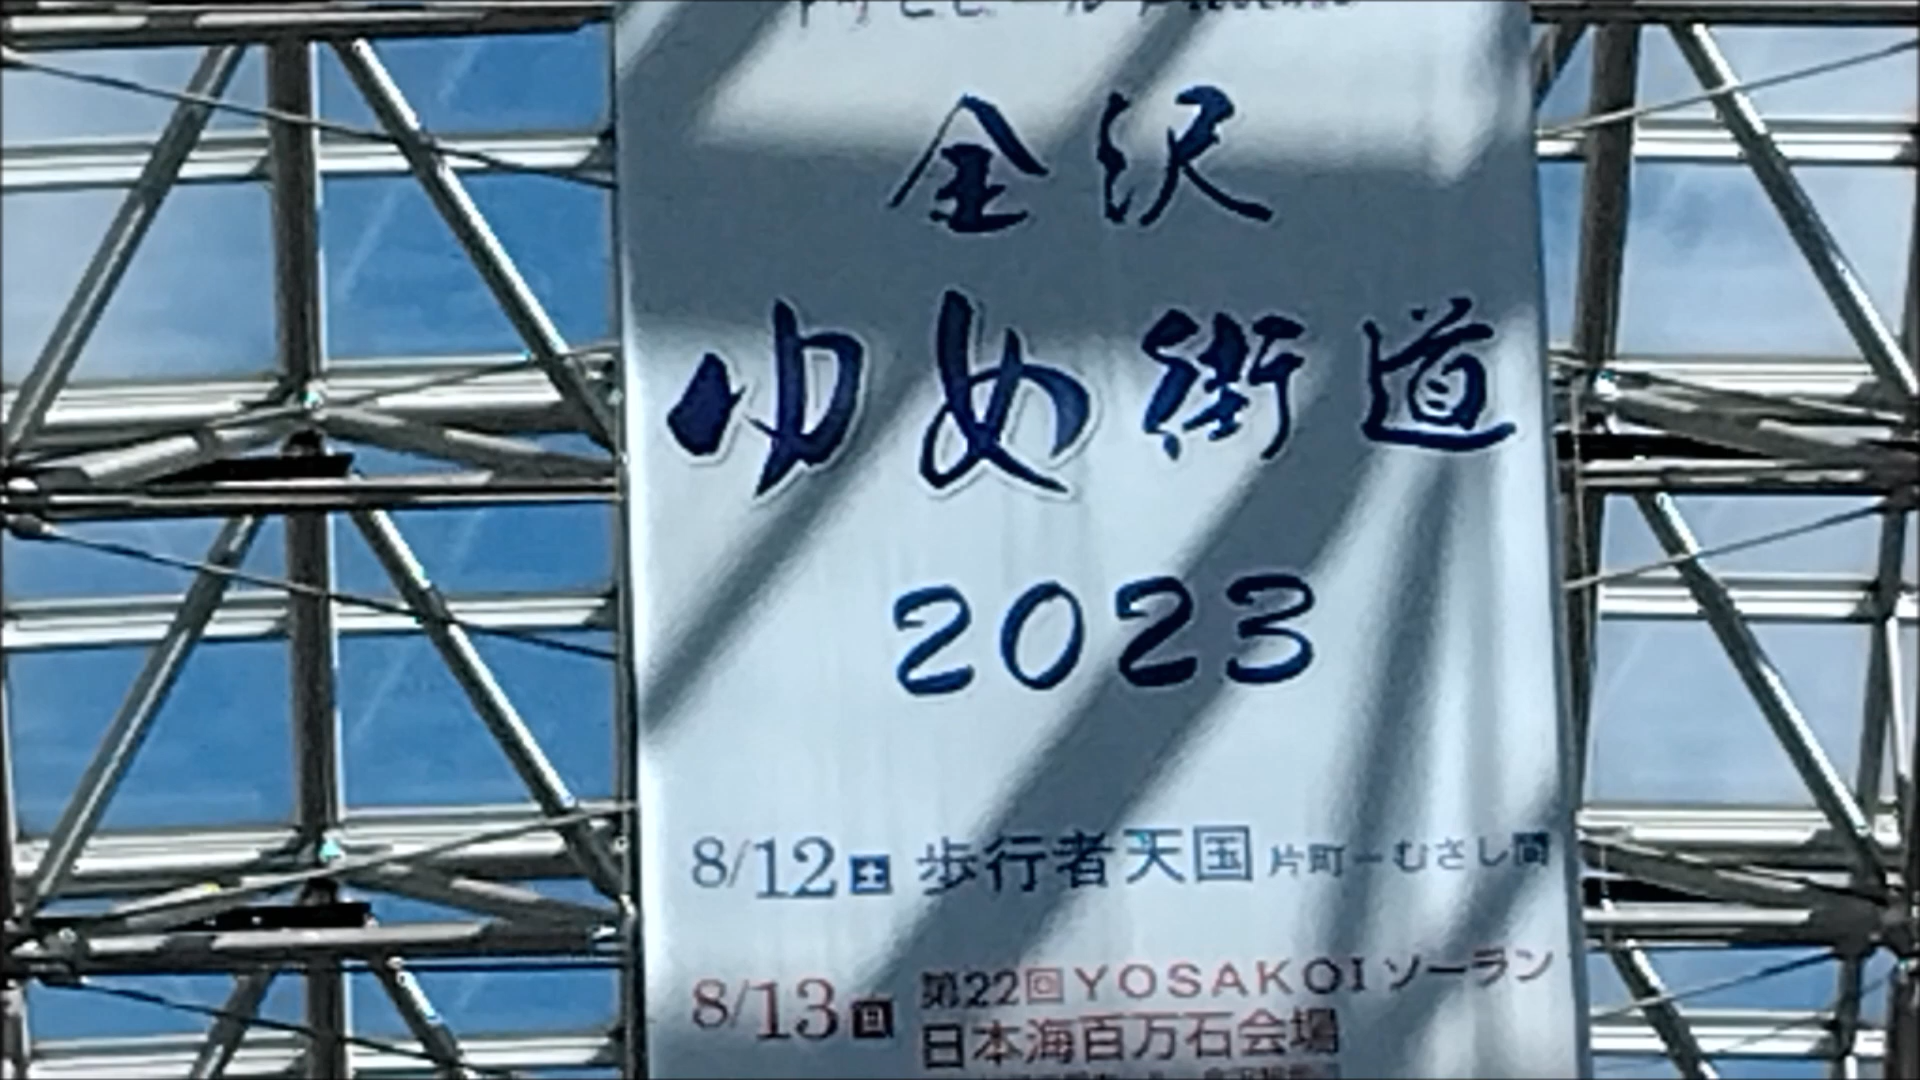 金沢
ゆめ街道
2023
8/12土 歩行者天国 片町ーむさし間
8/13日 第22回YOSAKOIソーラン
日本海百万石会場